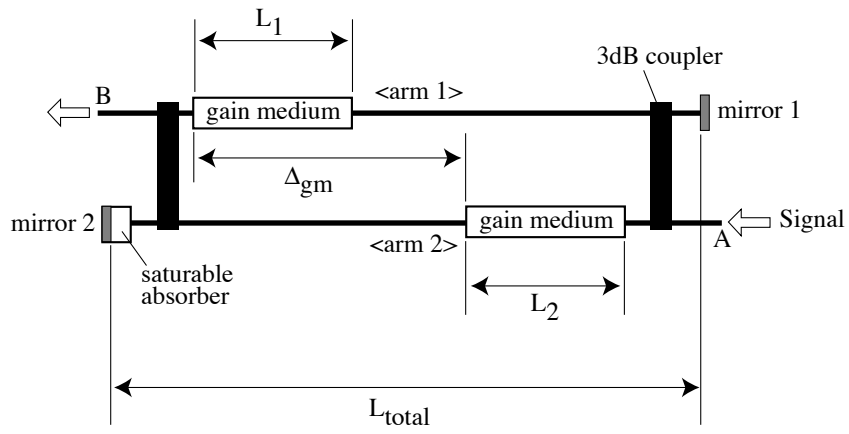 L1
3dB coupler
B
<arm 1>
gain medium
mirror 1
Δgm
mirror 2
gain medium
Signal
<arm 2>
A
saturable
absorber
L2
Ltotal